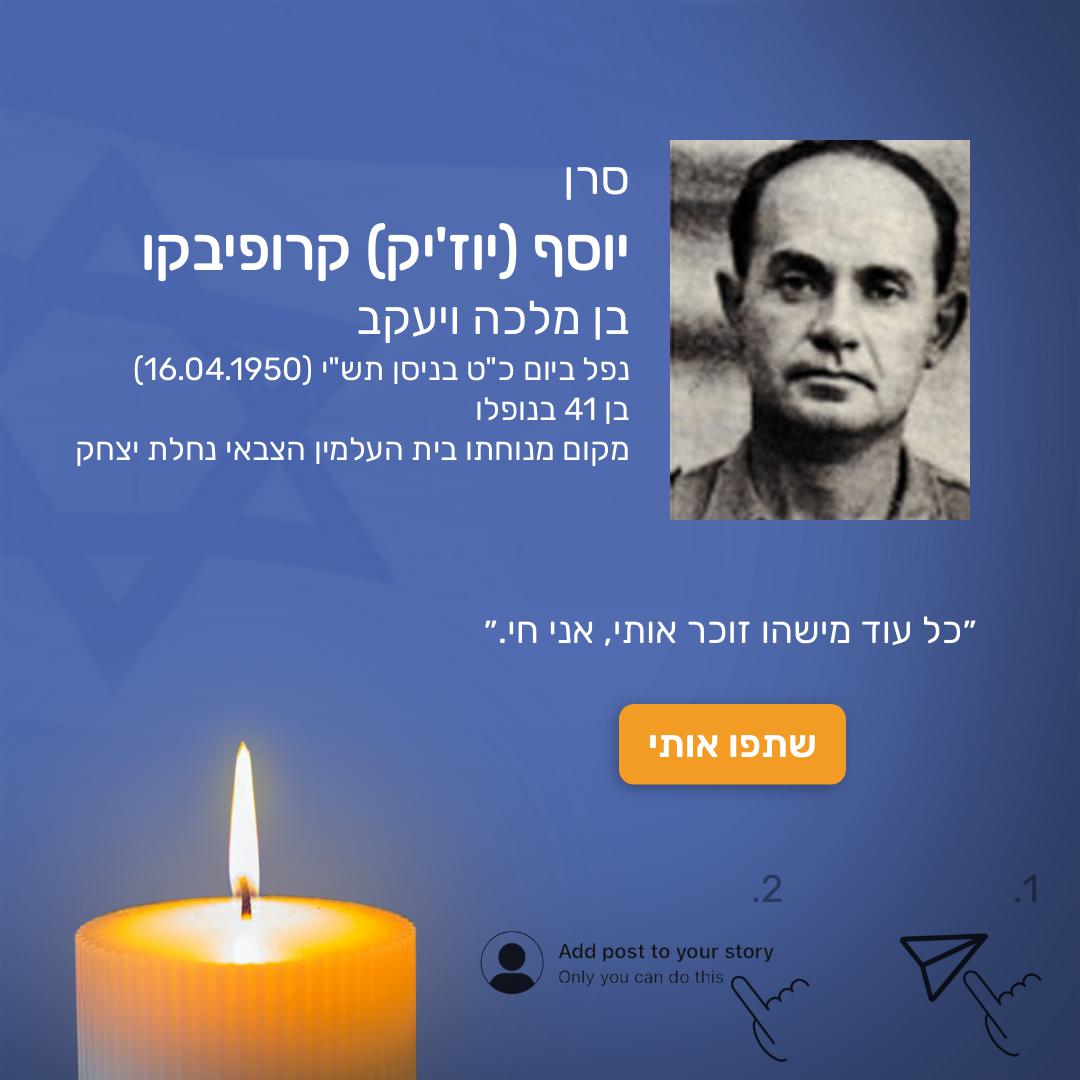 סרן
יוסף (יוז'יק) קרופיבקו
בן מלכה ויעקב
נפל ביום כ"ט בניסן תש"י (16.04.1950)
בן 41 בנופלו
מקום מנוחתו בית העלמין הצבאי נחלת יצחק
״כל עוד מישהו זוכר אותי, אני חי.״
שתפו אותי
1.
2.
Add post to your story
Only you can do this